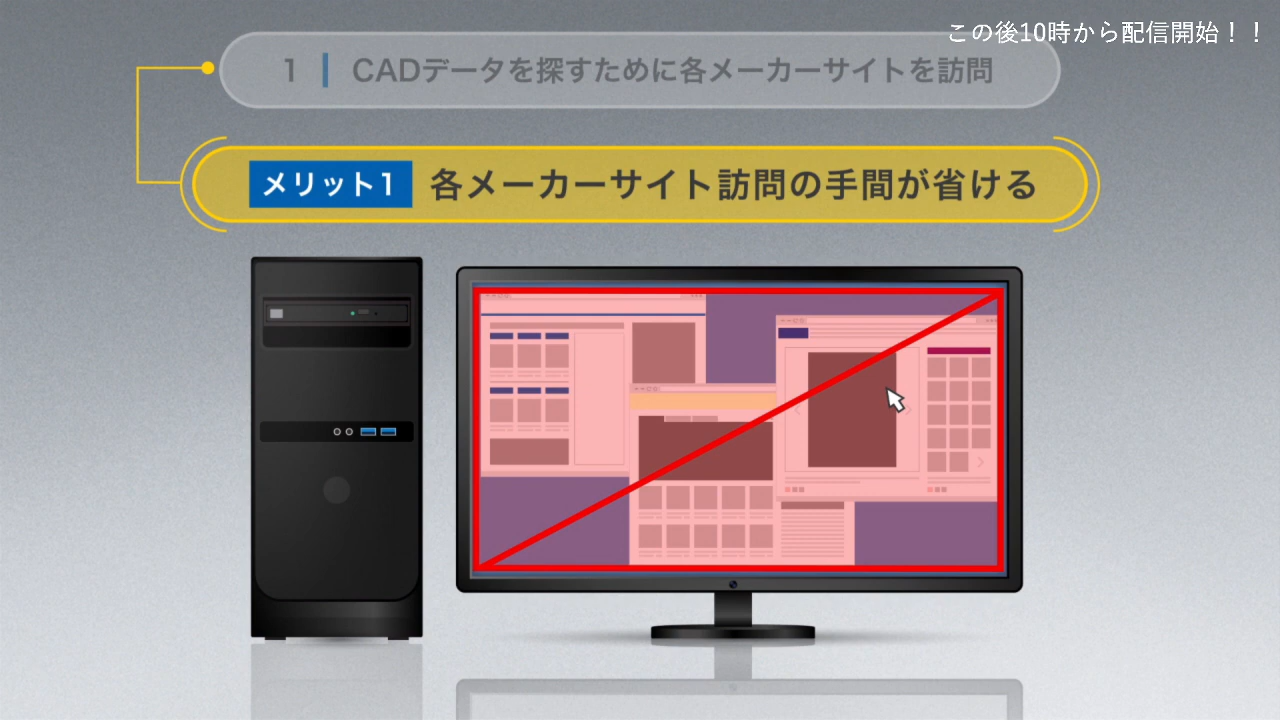 この後10時から配信開始！！
1 CADデータを探すために各メーカーサイトを訪問
メリット1 各メーカーサイト訪問の手間が省ける